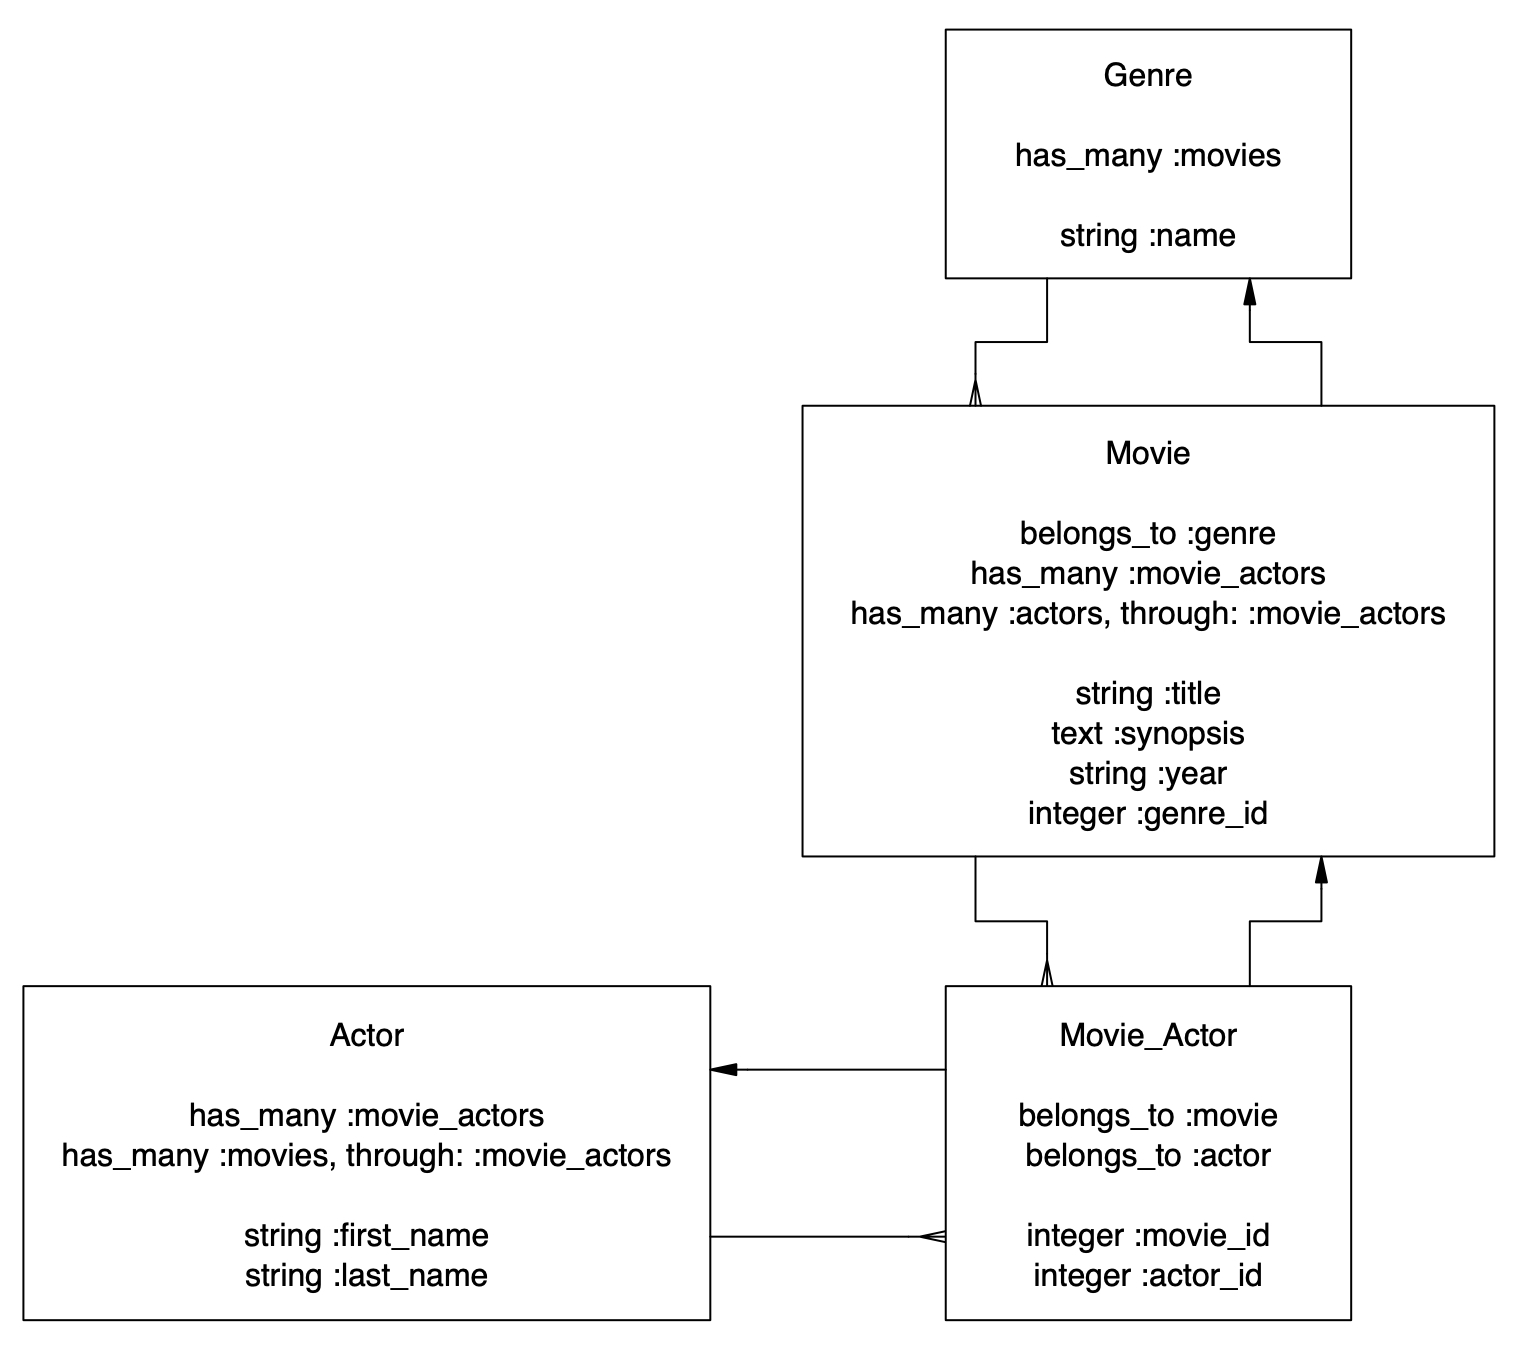 Genre
has_many :movies
string :name
Movie
belongs_to :genre
has_many :movie_actors
has_many :actors, through: :movie_actors
string :title
text :synopsis
string :year
integer :genre_id
Actor
has_many :movie_actors
has_many :movies, through: :movie_actors
string :first_name
string :last_name
Movie_Actor
belongs_to :movie
belongs_to :actor
integer :movie_id
integer :actor_id